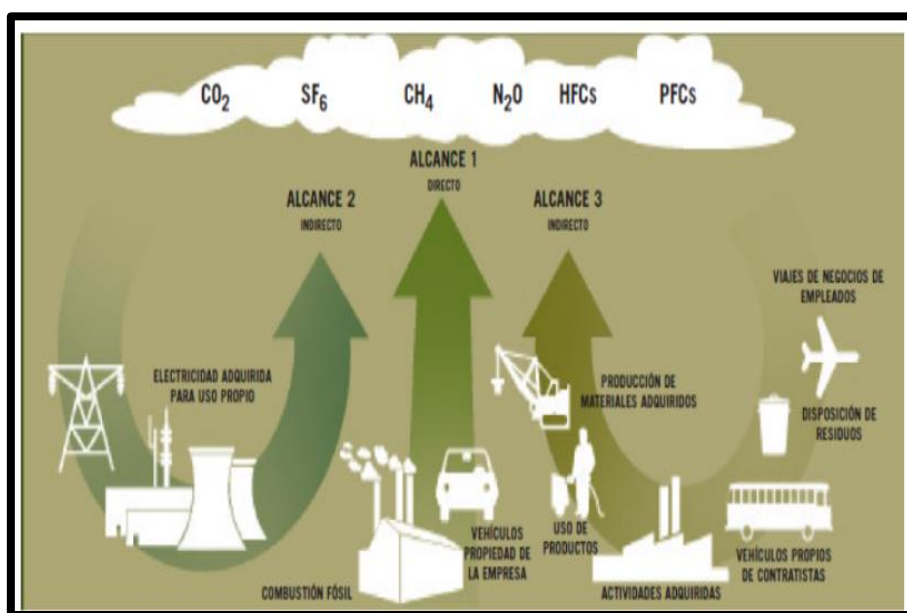 CO₂ SF₆ CH₄ N₂O HFCs PFCs
ALCANCE 1
DIRECTO
ALCANCE 2
INDIRECTO
ALCANCE 3
INDIRECTO
VIAJES DE NEGOCIOS DE
EMPLEADOS
ELECTRICIDAD ADQUIRIDA
PARA USO PROPIO
PRODUCCIÓN DE
MATERIALES ADQUIRIDOS
DISPOSICIÓN DE
RESIDUOS
VEHÍCULOS
PROPIEDAD DE
LA EMPRESA
USO DE
PRODUCTOS
VEHÍCULOS PROPIOS
DE CONTRATISTAS
COMBUSTIÓN FÓSIL
ACTIVIDADES ADQUIRIDAS